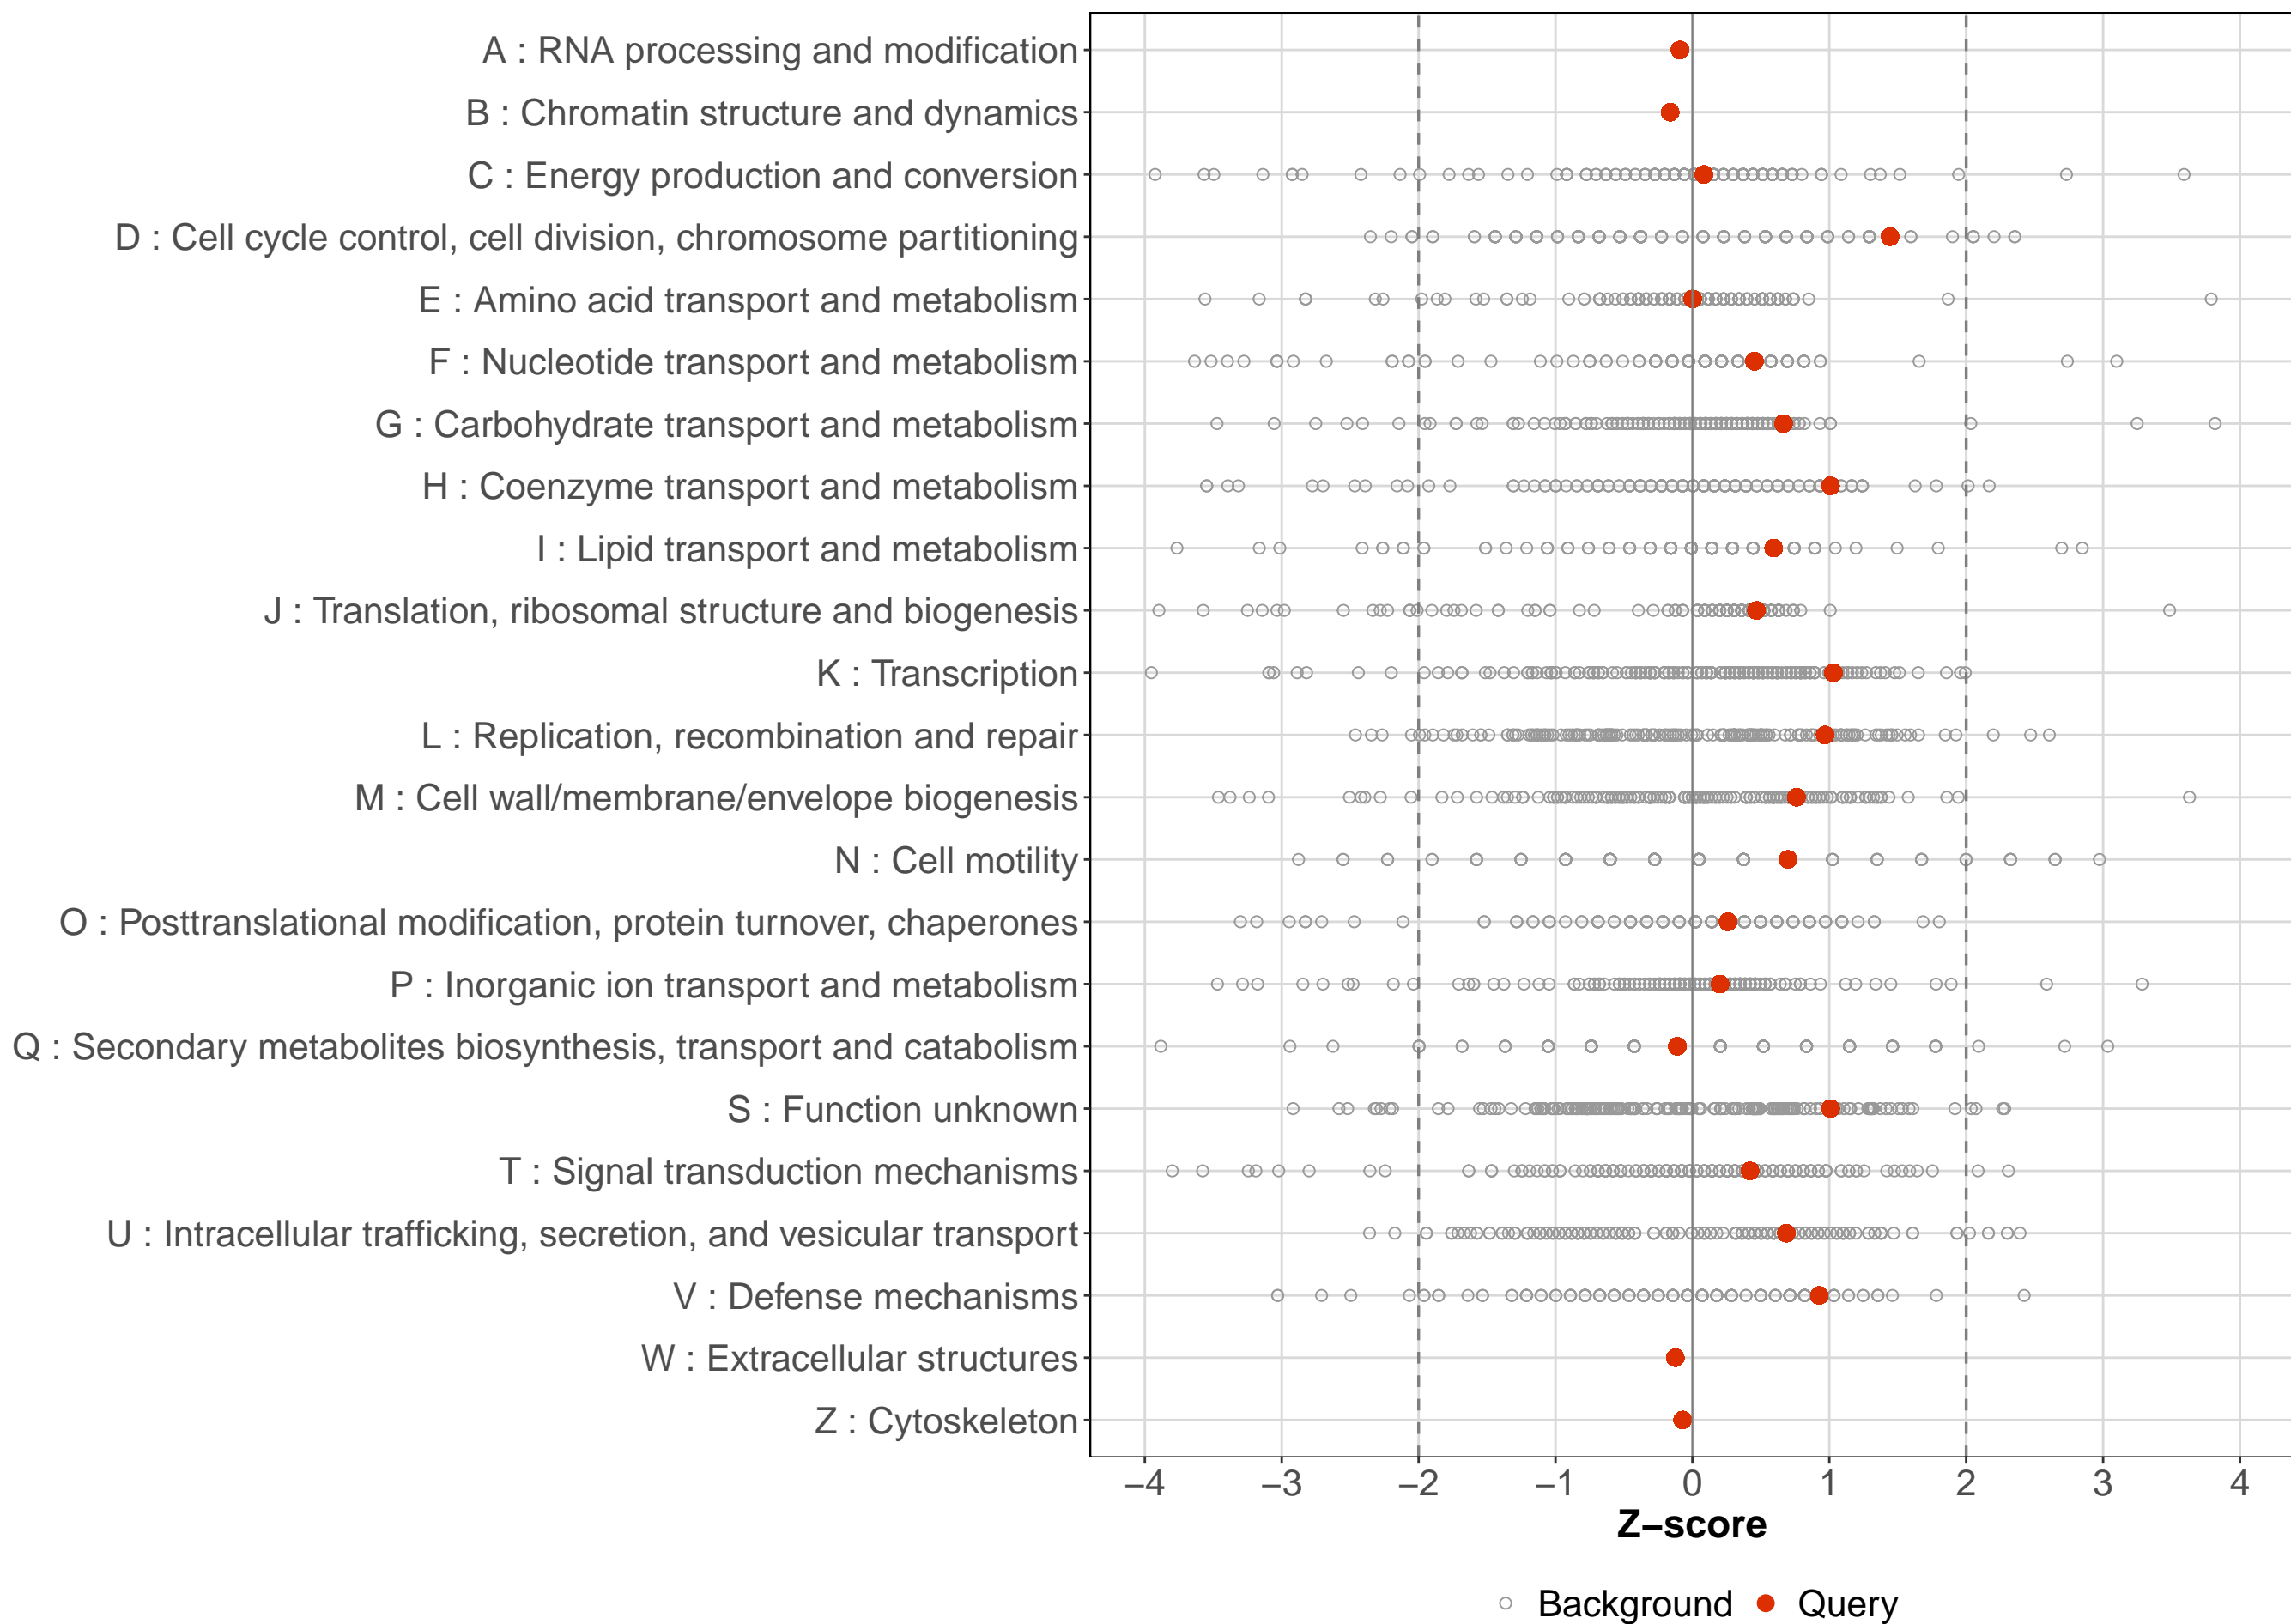 A : RNA processing and modification
B : Chromatin structure and dynamics
C : Energy production and conversion
D : Cell cycle control, cell division, chromosome partitioning
E : Amino acid transport and metabolism
F : Nucleotide transport and metabolism
G : Carbohydrate transport and metabolism
H : Coenzyme transport and metabolism
I : Lipid transport and metabolism
J : Translation, ribosomal structure and biogenesis
K : Transcription
L : Replication, recombination and repair
M : Cell wall/membrane/envelope biogenesis
N : Cell motility
O : Posttranslational modification, protein turnover, chaperones
P : Inorganic ion transport and metabolism
Q : Secondary metabolites biosynthesis, transport and catabolism
S : Function unknown
T : Signal transduction mechanisms
U : Intracellular trafficking, secretion, and vesicular transport
V : Defense mechanisms
W : Extracellular structures
Z : Cytoskeleton
−4 −3 −2 −1 0 1 2 3 4
Z−score
Background Query